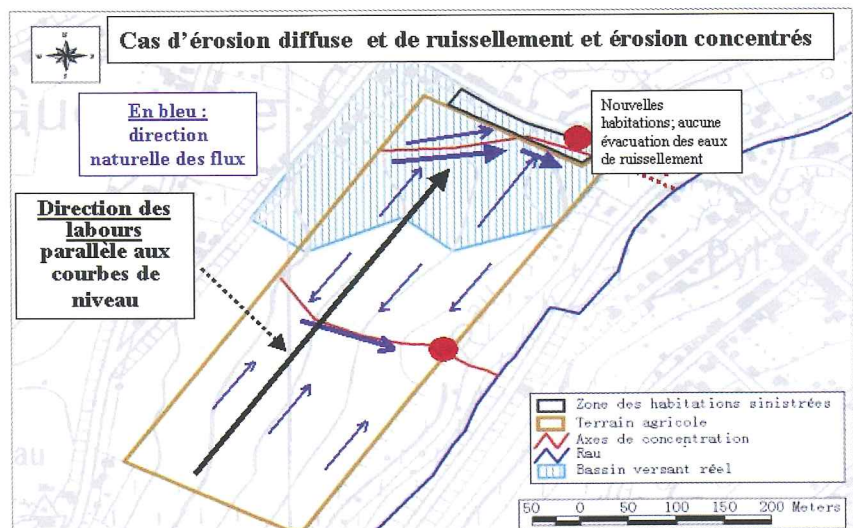 Cas d'érosion diffuse et de ruissellement et érosion concentrés
En bleu :
direction
naturelle des flux
Nouvelles
habitations; aucune
évacuation des eaux
de ruissellement
Direction des
labours
parallèle aux
courbes de
niveau
Zone des habitations sinistrées
Terrain agricole
Axes de concentration
Rau
Bassin versant réel
50 0 50 100 150 200 Meters